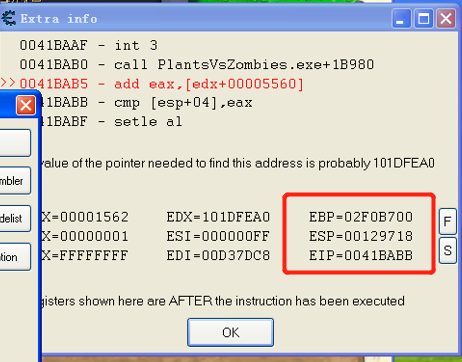 Extra info
0041BAAF - int 3
0041BAB0 - call PlantsVsZombies.exe+1B980
>>0041BAB5 - add eax,[edx+00005560]
0041BABB - cmp [esp+04],eax
0041BABF - setle al
mbler
value of the pointer needed to find this address is probably 101DFEA0
delist
X=00001562 EDX=101DFEA0 EBP=02F0B700 F
X=00000001 ESI=000000FF ESP=00129718
tion X=FFFFFFFF EDI=00D37DC8 EIP=0041BABB S
gisters shown here are AFTER the instruction has been executed
OK